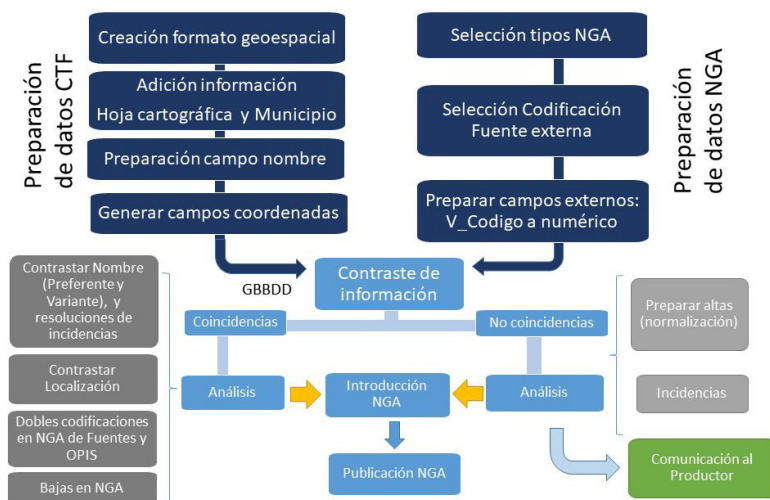 Preparación
de datos CTF
Creación formato geoespacial
Adición información
Hoja cartográfica y Municipio
Preparación campo nombre
Generar campos coordenadas
Selección tipos NGA
Selección Codificación
Fuente externa
Preparar campos externos:
V_Codigo a numérico
Preparación
de datos NGA
GBBDD
Contraste de
información
Coincidencias
No coincidencias
Contrastar Nombre
(Preferente y
Variante), y
resoluciones de
incidencias
Contrastar
Localización
Dobles codificaciones
en NGA de Fuentes y
OPIS
Bajas en NGA
Análisis
Introducción
NGA
Análisis
Publicación NGA
Preparar altas
(normalización)
Incidencias
Comunicación al
Productor